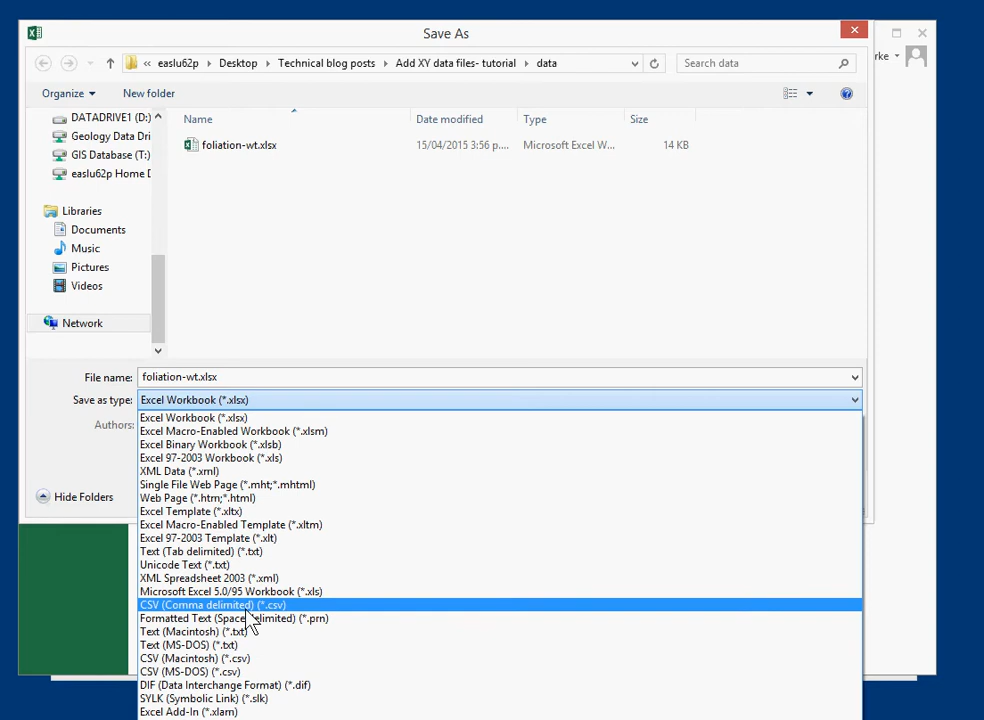 Save As
rke
« easlu62p Desktop Technical blog posts Add XY data files- tutorial data Search data
Organize New folder
DATADRIVE1 (D:) Name Date modified Type Size
Geology Data Dri foliation-wt.xlsx 15/04/2015 3:56 p.... Microsoft Excel W... 14 KB
GIS Database (T:)
easlu62p Home D
Libraries
Documents
Music
Pictures
Videos
Network
File name: foliation-wt.xlsx
Save as type: Excel Workbook (*.xlsx)
Authors:
Excel Workbook (*.xlsx)
Excel Macro-Enabled Workbook (*.xlsm)
Excel Binary Workbook (*.xlsb)
Excel 97-2003 Workbook (*.xls)
XML Data (*.xml)
Single File Web Page (*.mht;*.mhtml)
Hide Folders
Web Page (*.htm;*.html)
Excel Template (*.xltx)
Excel Macro-Enabled Template (*.xltm)
Excel 97-2003 Template (*.xlt)
Text (Tab delimited) (*.txt)
Unicode Text (*.txt)
XML Spreadsheet 2003 (*.xml)
Microsoft Excel 5.0/95 Workbook (*.xls)
CSV (Comma delimited) (*.csv)
Formatted Text (Space delimited) (*.prn)
Text (Macintosh) (*.txt)
Text (MS-DOS) (*.txt)
CSV (Macintosh) (*.csv)
CSV (MS-DOS) (*.csv)
DIF (Data Interchange Format) (*.dif)
SYLK (Symbolic Link) (*.slk)
Excel Add-In (*.xlam)